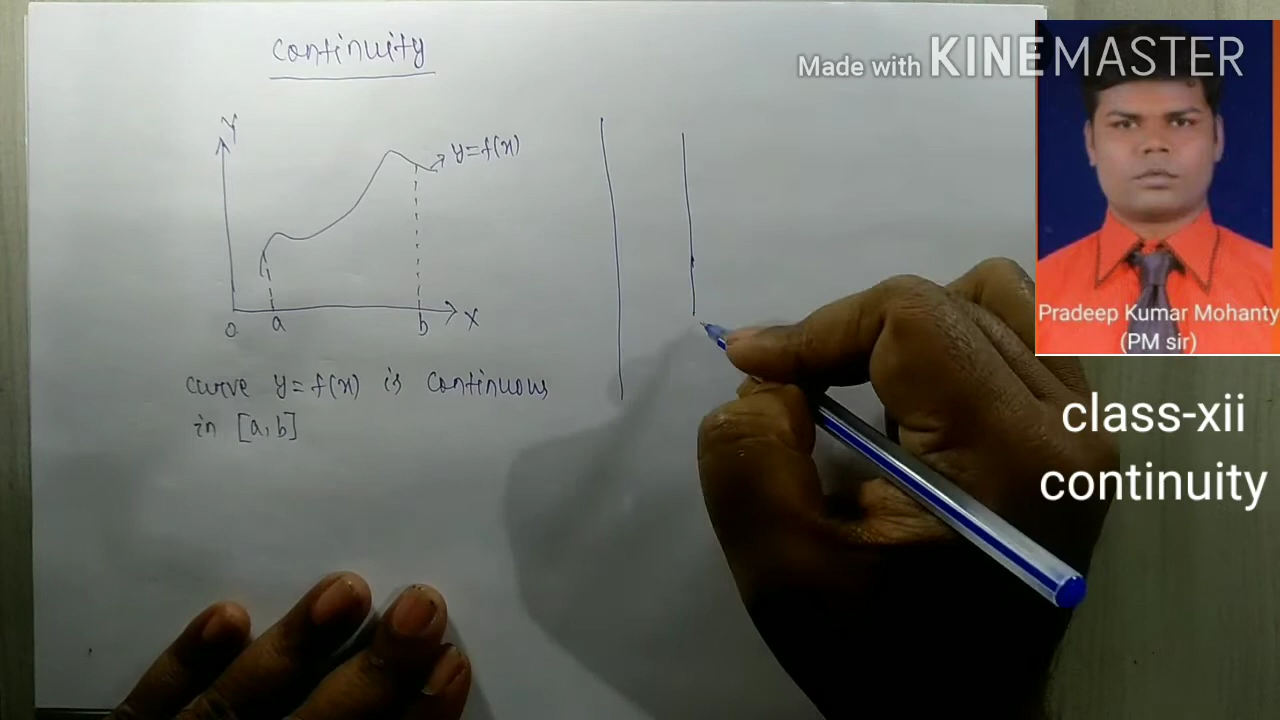 continuity
Y
y=f(x)
o a b X
curve y=f(x) is continuous
in [a,b]
Made with KINEMASTER
Pradeep Kumar Mohanty
(PM sir)
class-xii
continuity